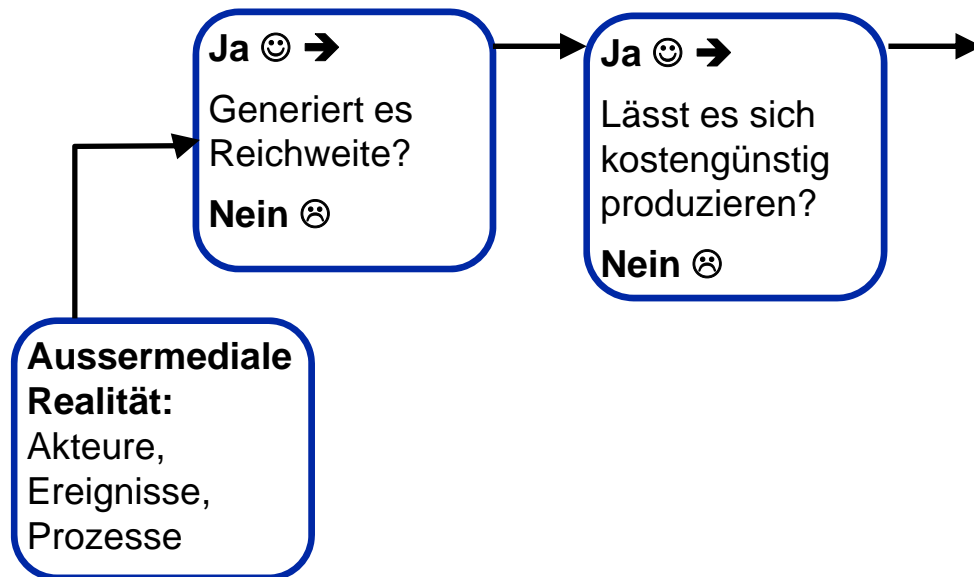 Ja ☺ ➔
Generiert es
Reichweite?
Nein ☹
Ja ☺ ➔
Lässt es sich
kostengünstig
produzieren?
Nein ☹
Aussermediale
Realität:
Akteure,
Ereignisse,
Prozesse